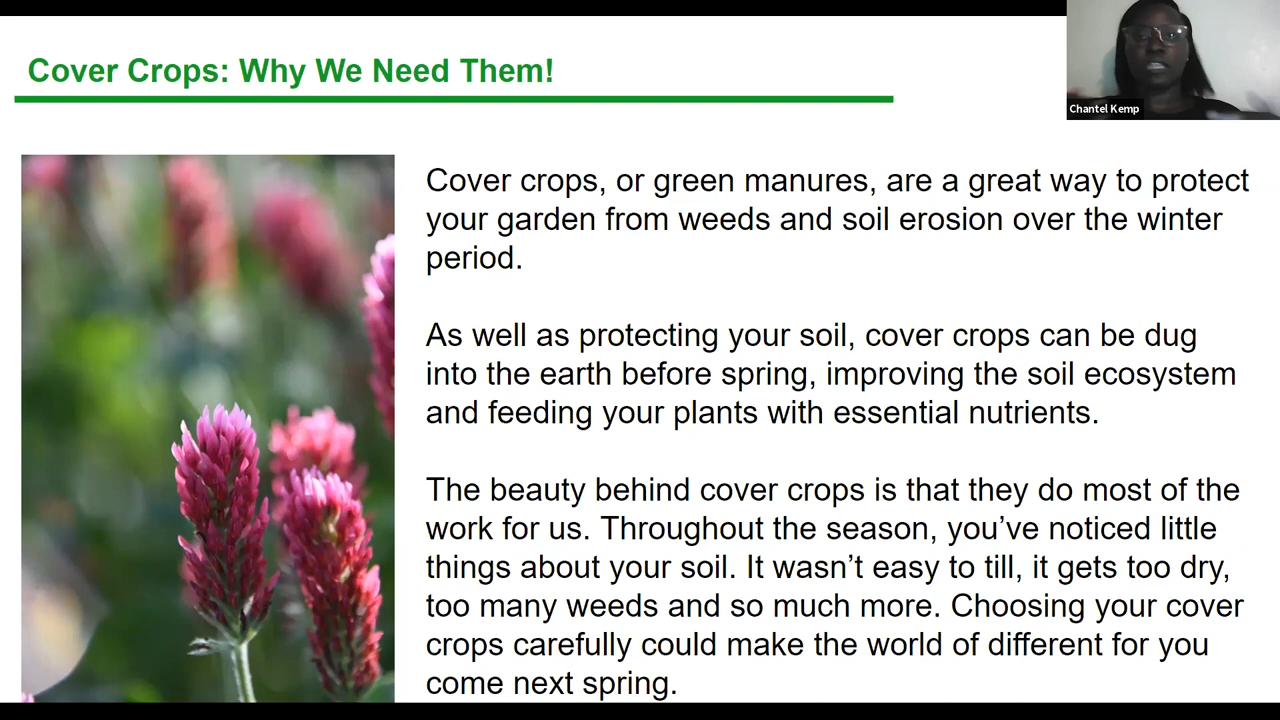 Cover Crops: Why We Need Them!
Chantel Kemp
Cover crops, or green manures, are a great way to protect
your garden from weeds and soil erosion over the winter
period.
As well as protecting your soil, cover crops can be dug
into the earth before spring, improving the soil ecosystem
and feeding your plants with essential nutrients.
The beauty behind cover crops is that they do most of the
work for us. Throughout the season, you’ve noticed little
things about your soil. It wasn’t easy to till, it gets too dry,
too many weeds and so much more. Choosing your cover
crops carefully could make the world of different for you
come next spring.